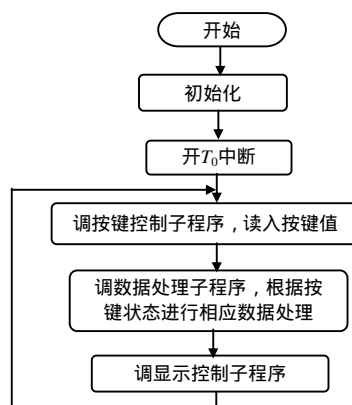 开始
初始化
开T₀中断
调按键控制子程序，读入按键值
调数据处理子程序，根据按
键状态进行相应数据处理
调显示控制子程序